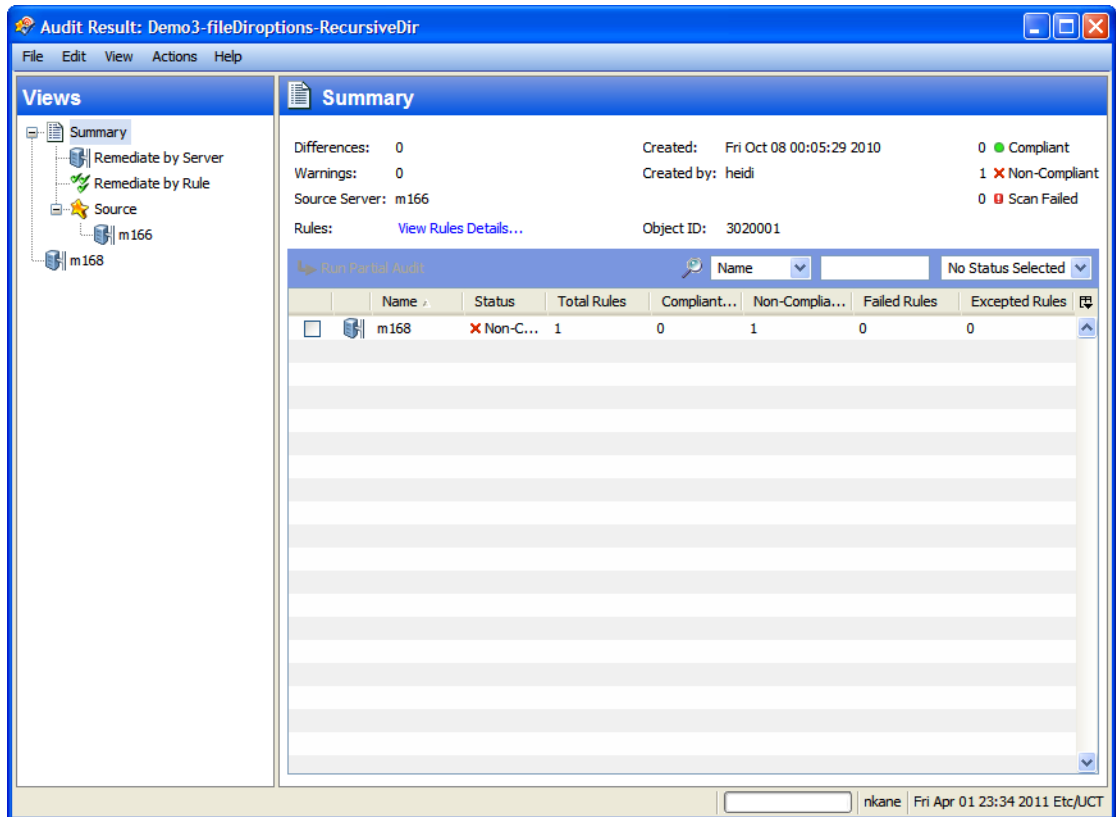 Audit Result: Demo3-fileDiroptions-RecursiveDir
File Edit View Actions Help
Views
Summary
Remediate by Server
Remediate by Rule
Source
m166
m168
Summary
Differences: 0 Created: Fri Oct 08 00:05:29 2010 0 Compliant
Warnings: 0 Created by: heidi 1 Non-Compliant
Source Server: m166 0 Scan Failed
Rules: View Rules Details... Object ID: 3020001
Run Partial Audit Name No Status Selected
Name Status Total Rules Compliant... Non-Complia... Failed Rules Excepted Rules
m168 Non-C... 1 0 1 0 0
nkane Fri Apr 01 23:34 2011 Etc/UCT